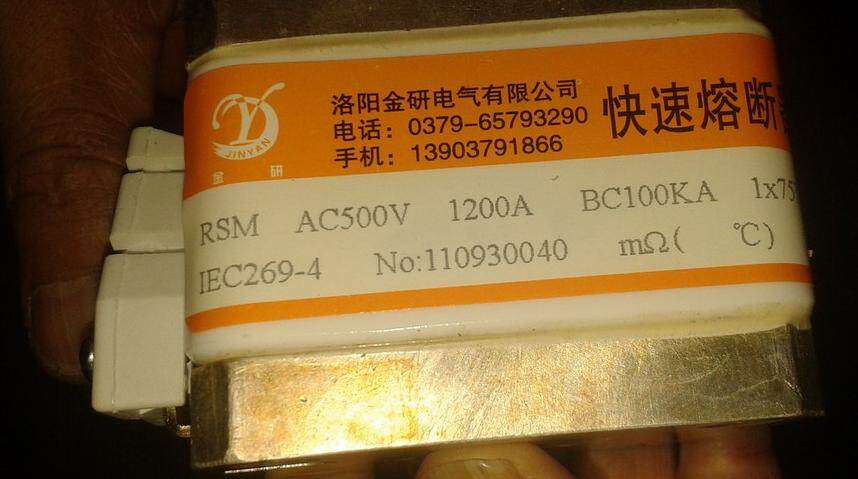 洛阳金研电气有限公司
电话：0379-65793290
手机：13903791866
快速熔断
JINYAN
金 研
RSM AC500V 1200A BC100KA 1x75
IEC269-4 No:110930040 mΩ( ℃)